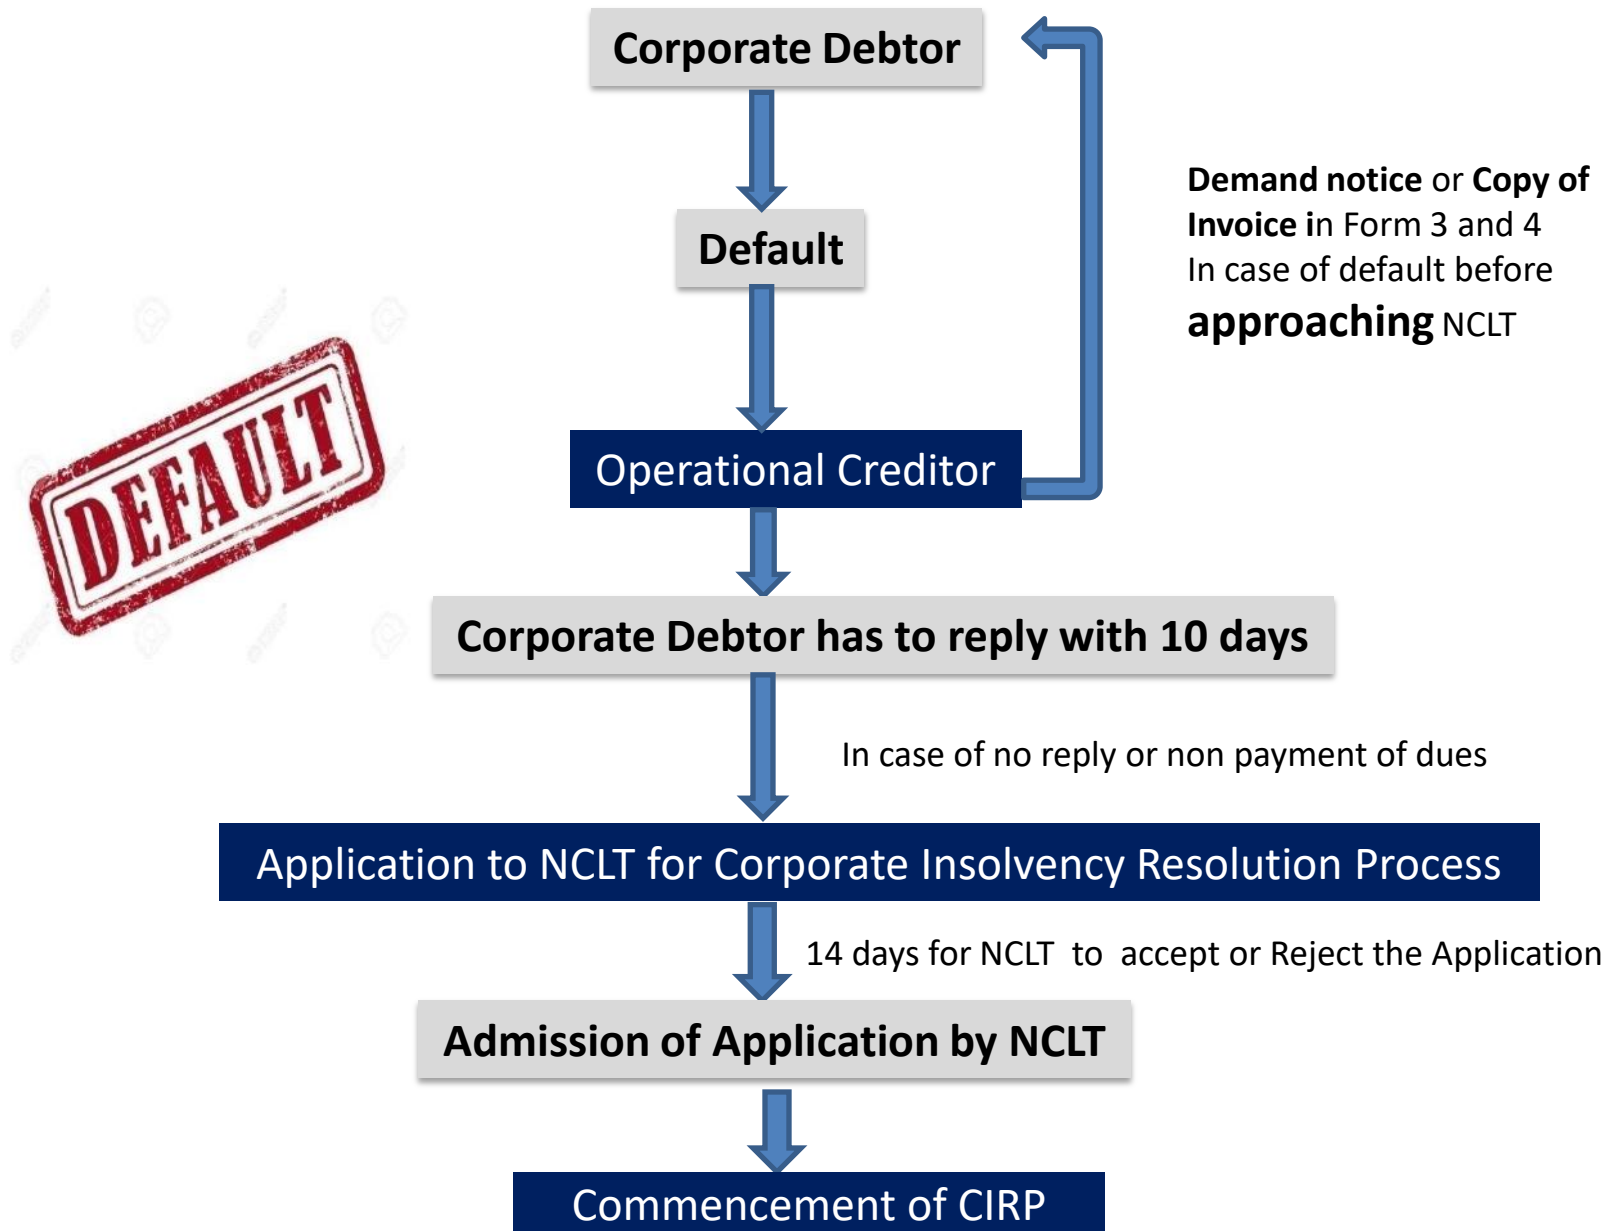 Corporate Debtor
Demand notice or Copy of
Invoice in Form 3 and 4
In case of default before
approaching NCLT
Default
DEFAULT
Operational Creditor
Corporate Debtor has to reply with 10 days
In case of no reply or non payment of dues
Application to NCLT for Corporate Insolvency Resolution Process
14 days for NCLT to accept or Reject the Application
Admission of Application by NCLT
Commencement of CIRP